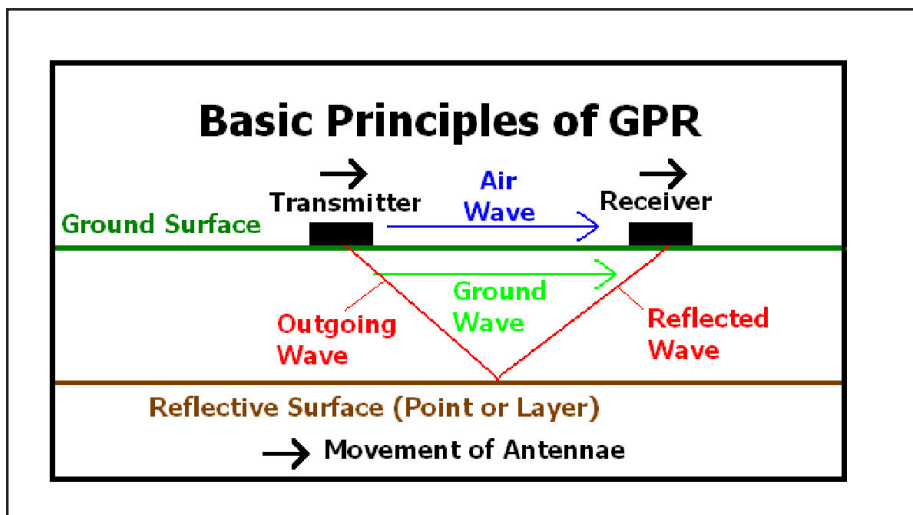 Basic Principles of GPR
Transmitter
Air
Wave
Receiver
Ground Surface
Ground
Wave
Outgoing
Wave
Reflected
Wave
Reflective Surface (Point or Layer)
Movement of Antennae